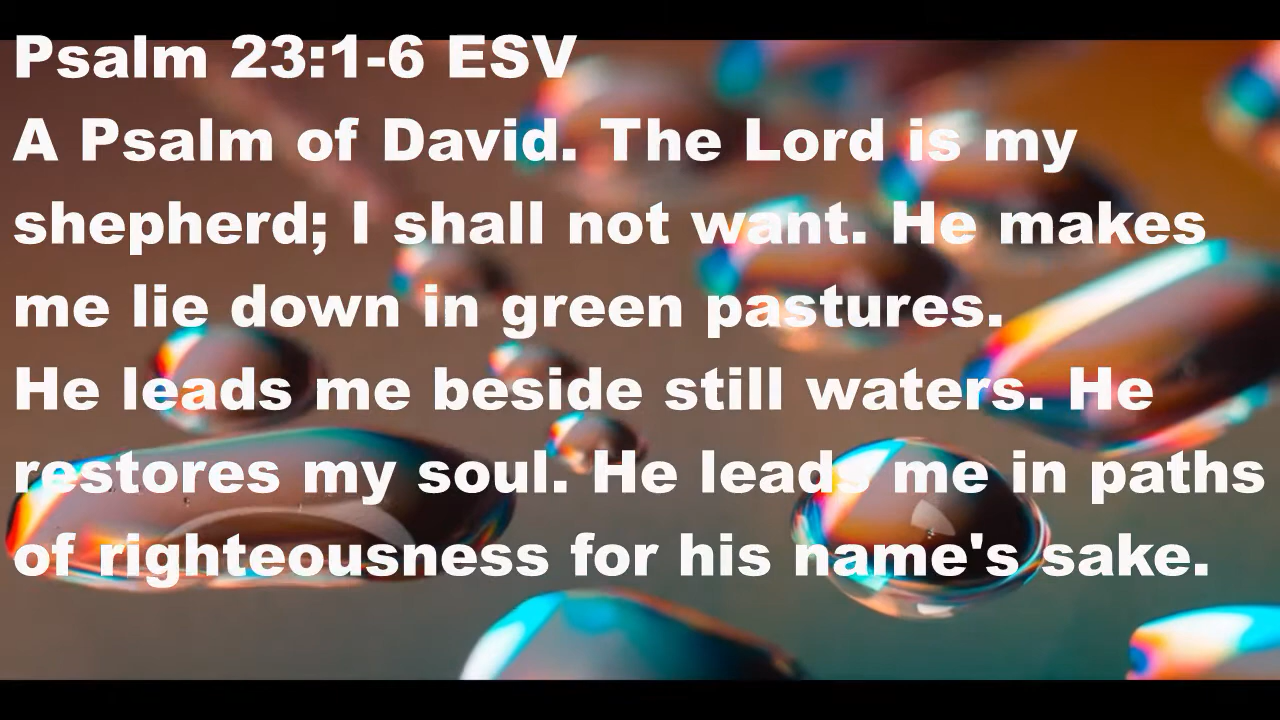 Psalm 23:1-6 ESV
A Psalm of David. The Lord is my
shepherd; I shall not want. He makes
me lie down in green pastures.
He leads me beside still waters. He
restores my soul. He leads me in paths
of righteousness for his name's sake.